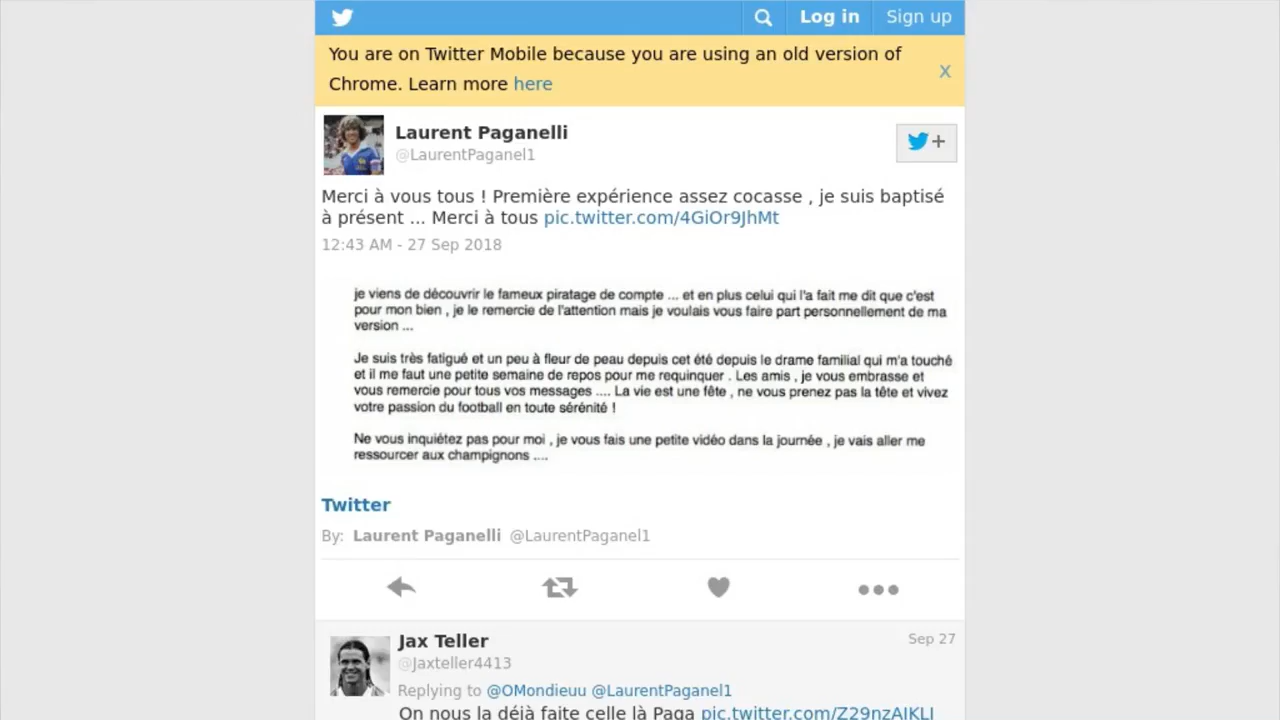 Log in
Sign up
You are on Twitter Mobile because you are using an old version of
Chrome. Learn more here
X
Laurent Paganelli
@LaurentPaganel1
Merci à vous tous ! Première expérience assez cocasse , je suis baptisé
à présent ... Merci à tous pic.twitter.com/4GiOr9JhMt
12:43 AM - 27 Sep 2018
je viens de découvrir le fameux piratage de compte ... et en plus celui qui l'a fait me dit que c'est
pour mon bien , je le remercie de l'attention mais je voulais vous faire part personnellement de ma
version ...
Je suis très fatigué et un peu à fleur de peau depuis cet été depuis le drame familial qui m'a touché
et il me faut une petite semaine de repos pour me requinquer . Les amis , je vous embrasse et
vous remercie pour tous vos messages .... La vie est une fête , ne vous prenez pas la tête et vivez
votre passion du football en toute sérénité !
Ne vous inquiétez pas pour moi , je vous fais une petite vidéo dans la journée , je vais aller me
ressourcer aux champignons ....
Twitter
By: Laurent Paganelli @LaurentPaganel1
Jax Teller
Sep 27
@Jaxteller4413
Replying to @OMondieuu @LaurentPaganel1
On nous la déjà faite celle là Paga pic.twitter.com/Z29nzAIKLI